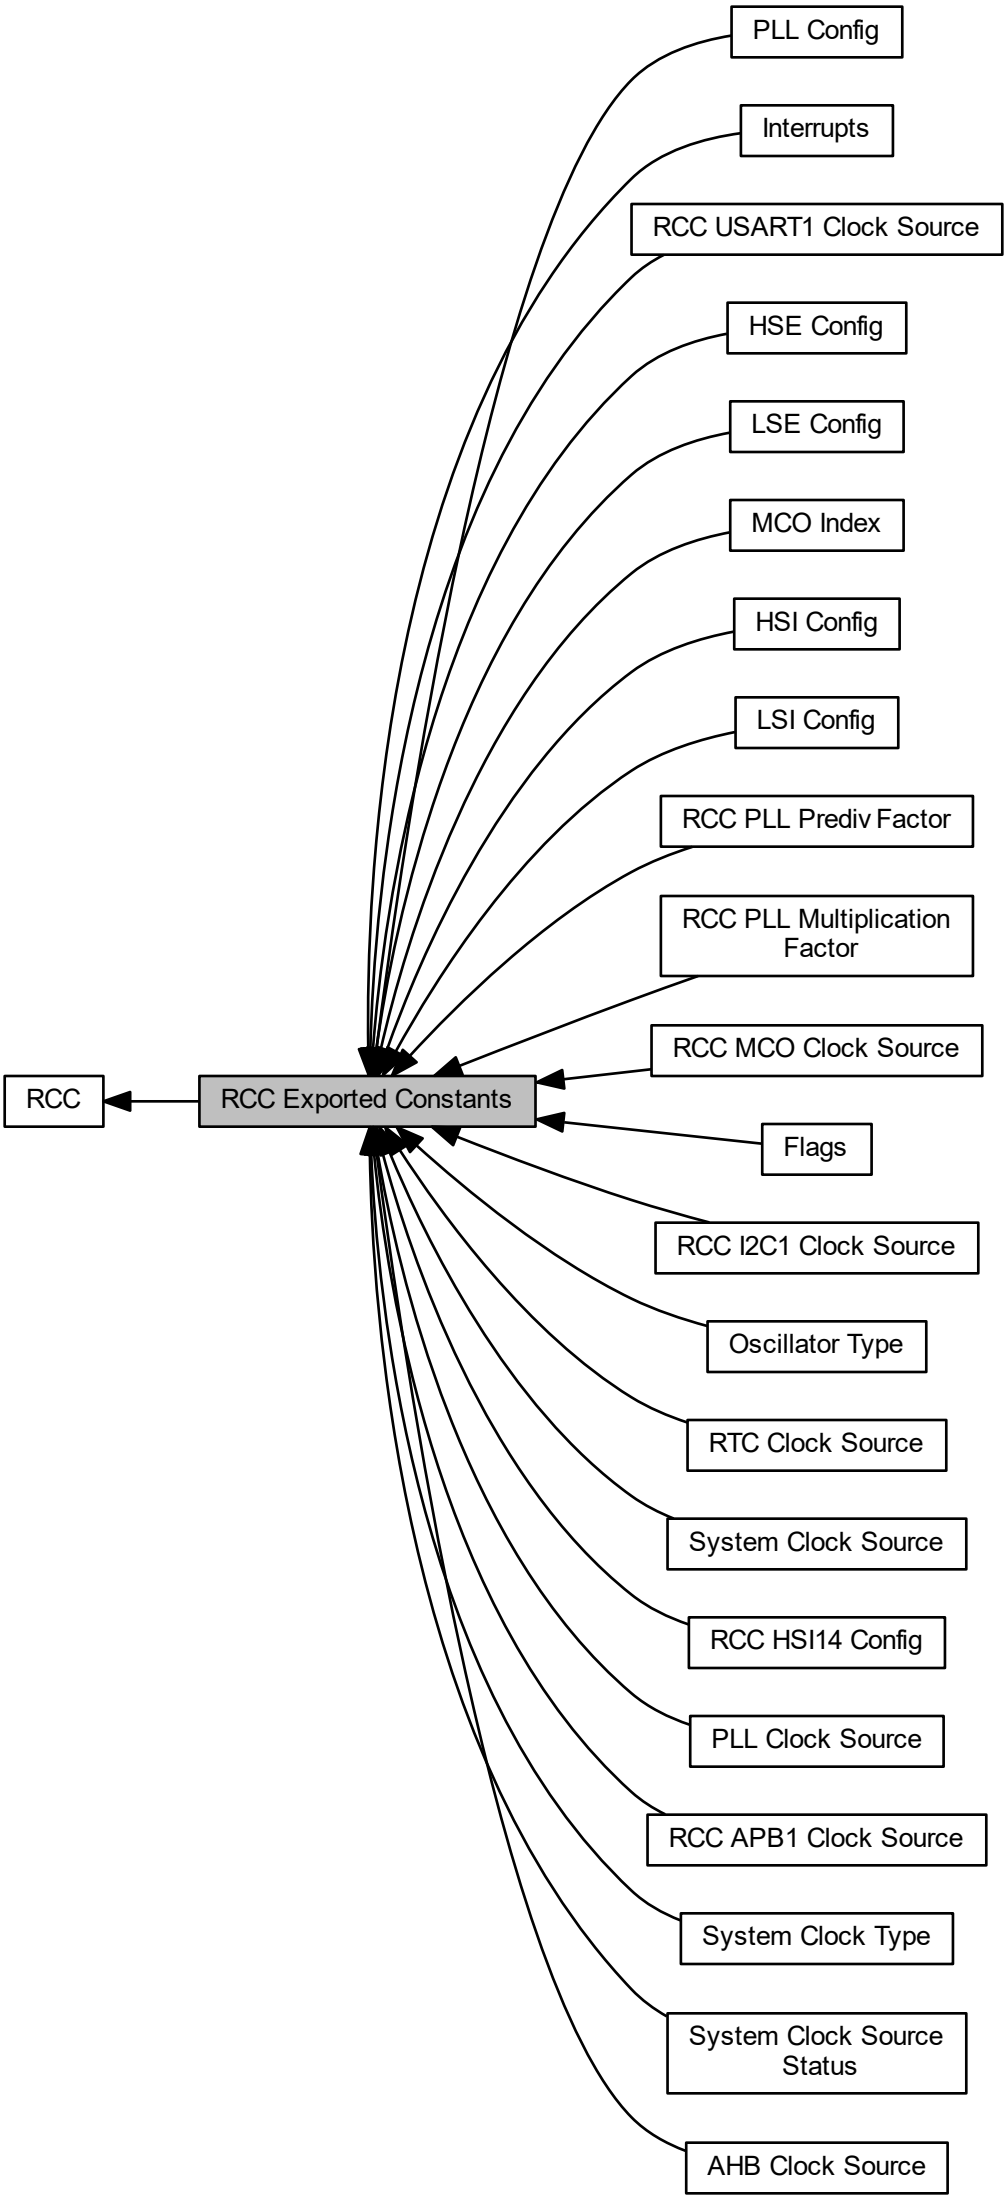 PLL Config
Interrupts
RCC USART1 Clock Source
HSE Config
LSE Config
MCO Index
HSI Config
LSI Config
RCC PLL Prediv Factor
RCC PLL Multiplication
Factor
RCC MCO Clock Source
RCC
RCC Exported Constants
Flags
RCC I2C1 Clock Source
Oscillator Type
RTC Clock Source
System Clock Source
RCC HSI14 Config
PLL Clock Source
RCC APB1 Clock Source
System Clock Type
System Clock Source
Status
AHB Clock Source